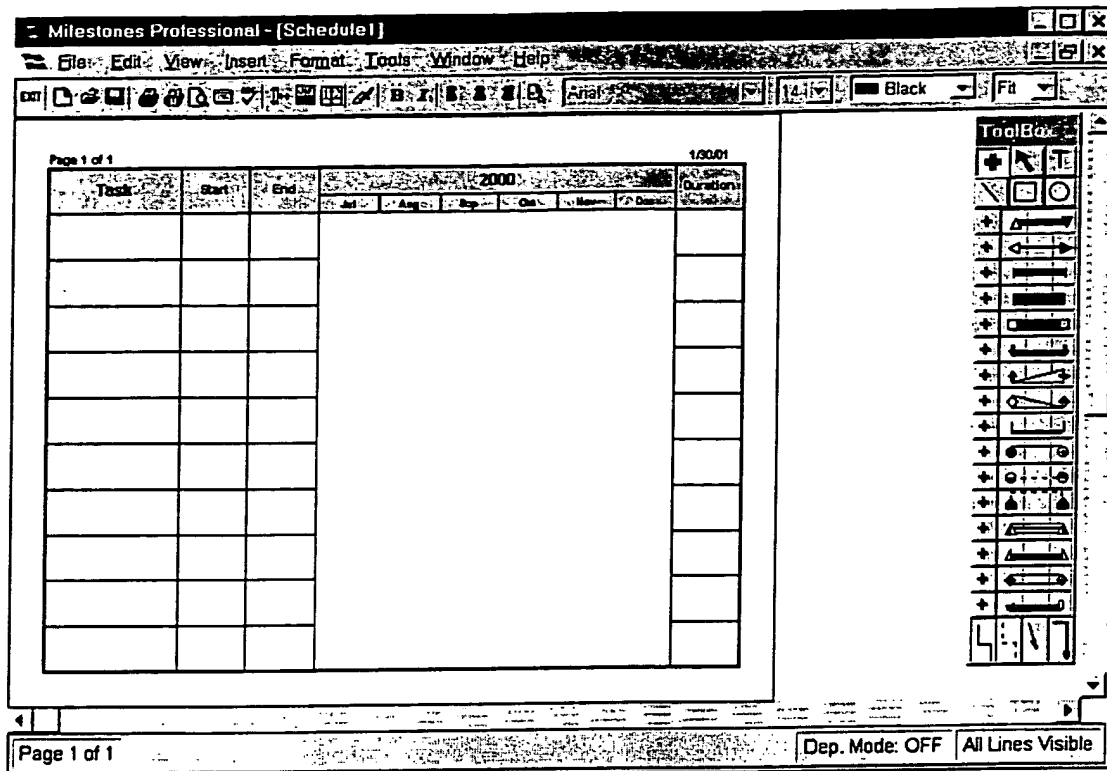 Milestones Professional - [Schedule1]
File Edit View Insert Format Tools Window Help
EXIT B I Arial 14 Black Fit
ToolBox
T
Page 1 of 1 1/30/01
Task Start End 2000 Duration
Jul Aug Sep Oct Nov Dec
Page 1 of 1 Dep. Mode: OFF All Lines Visible